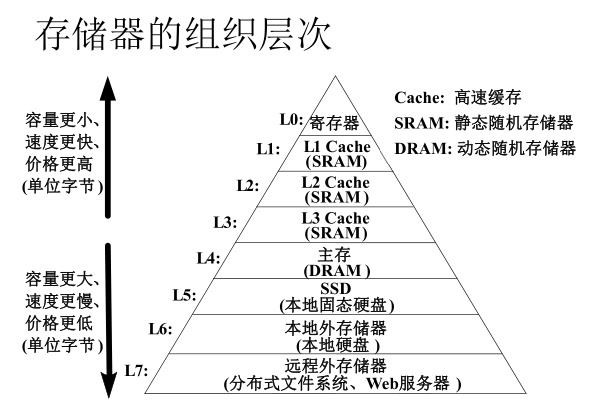 存储器的组织层次
容量更小、
速度更快、
价格更高
(单位字节)
容量更大、
速度更慢、
价格更低
(单位字节)
L0: 寄存器
L1: L1 Cache
(SRAM)
L2: L2 Cache
(SRAM )
L3: L3 Cache
(SRAM)
L4: 主存
(DRAM )
L5: SSD
(本地固态硬盘)
L6: 本地外存储器
(本地硬盘 )
L7: 远程外存储器
(分布式文件系统、Web服务器 )
Cache: 高速缓存
SRAM: 静态随机存储器
DRAM: 动态随机存储器